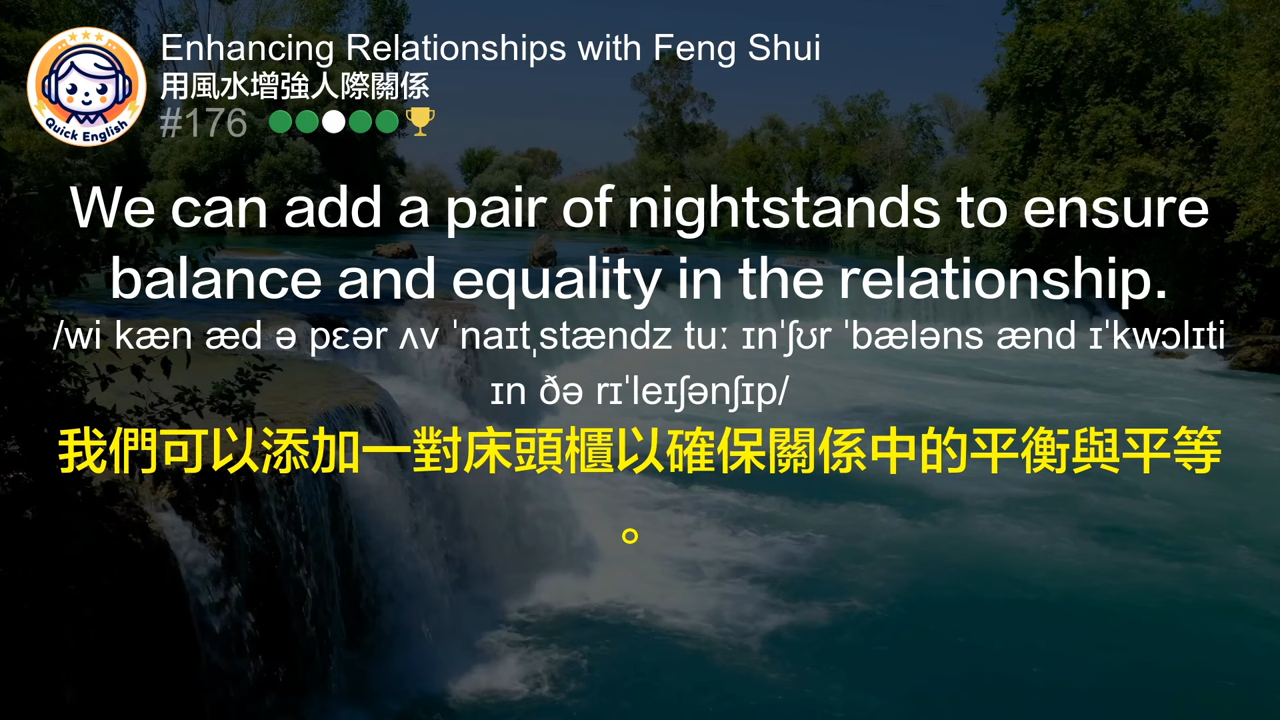 Quick English
Enhancing Relationships with Feng Shui
用風水增強人際關係
#176
We can add a pair of nightstands to ensure
balance and equality in the relationship.
/wi kæn æd ə pɛər ʌv ˈnaɪtˌstændz tuː ɪnˈʃʊr ˈbæləns ænd ɪˈkwɔlɪti
ɪn ðə rɪˈleɪʃənʃɪp/
我們可以添加一對床頭櫃以確保關係中的平衡與平等
。